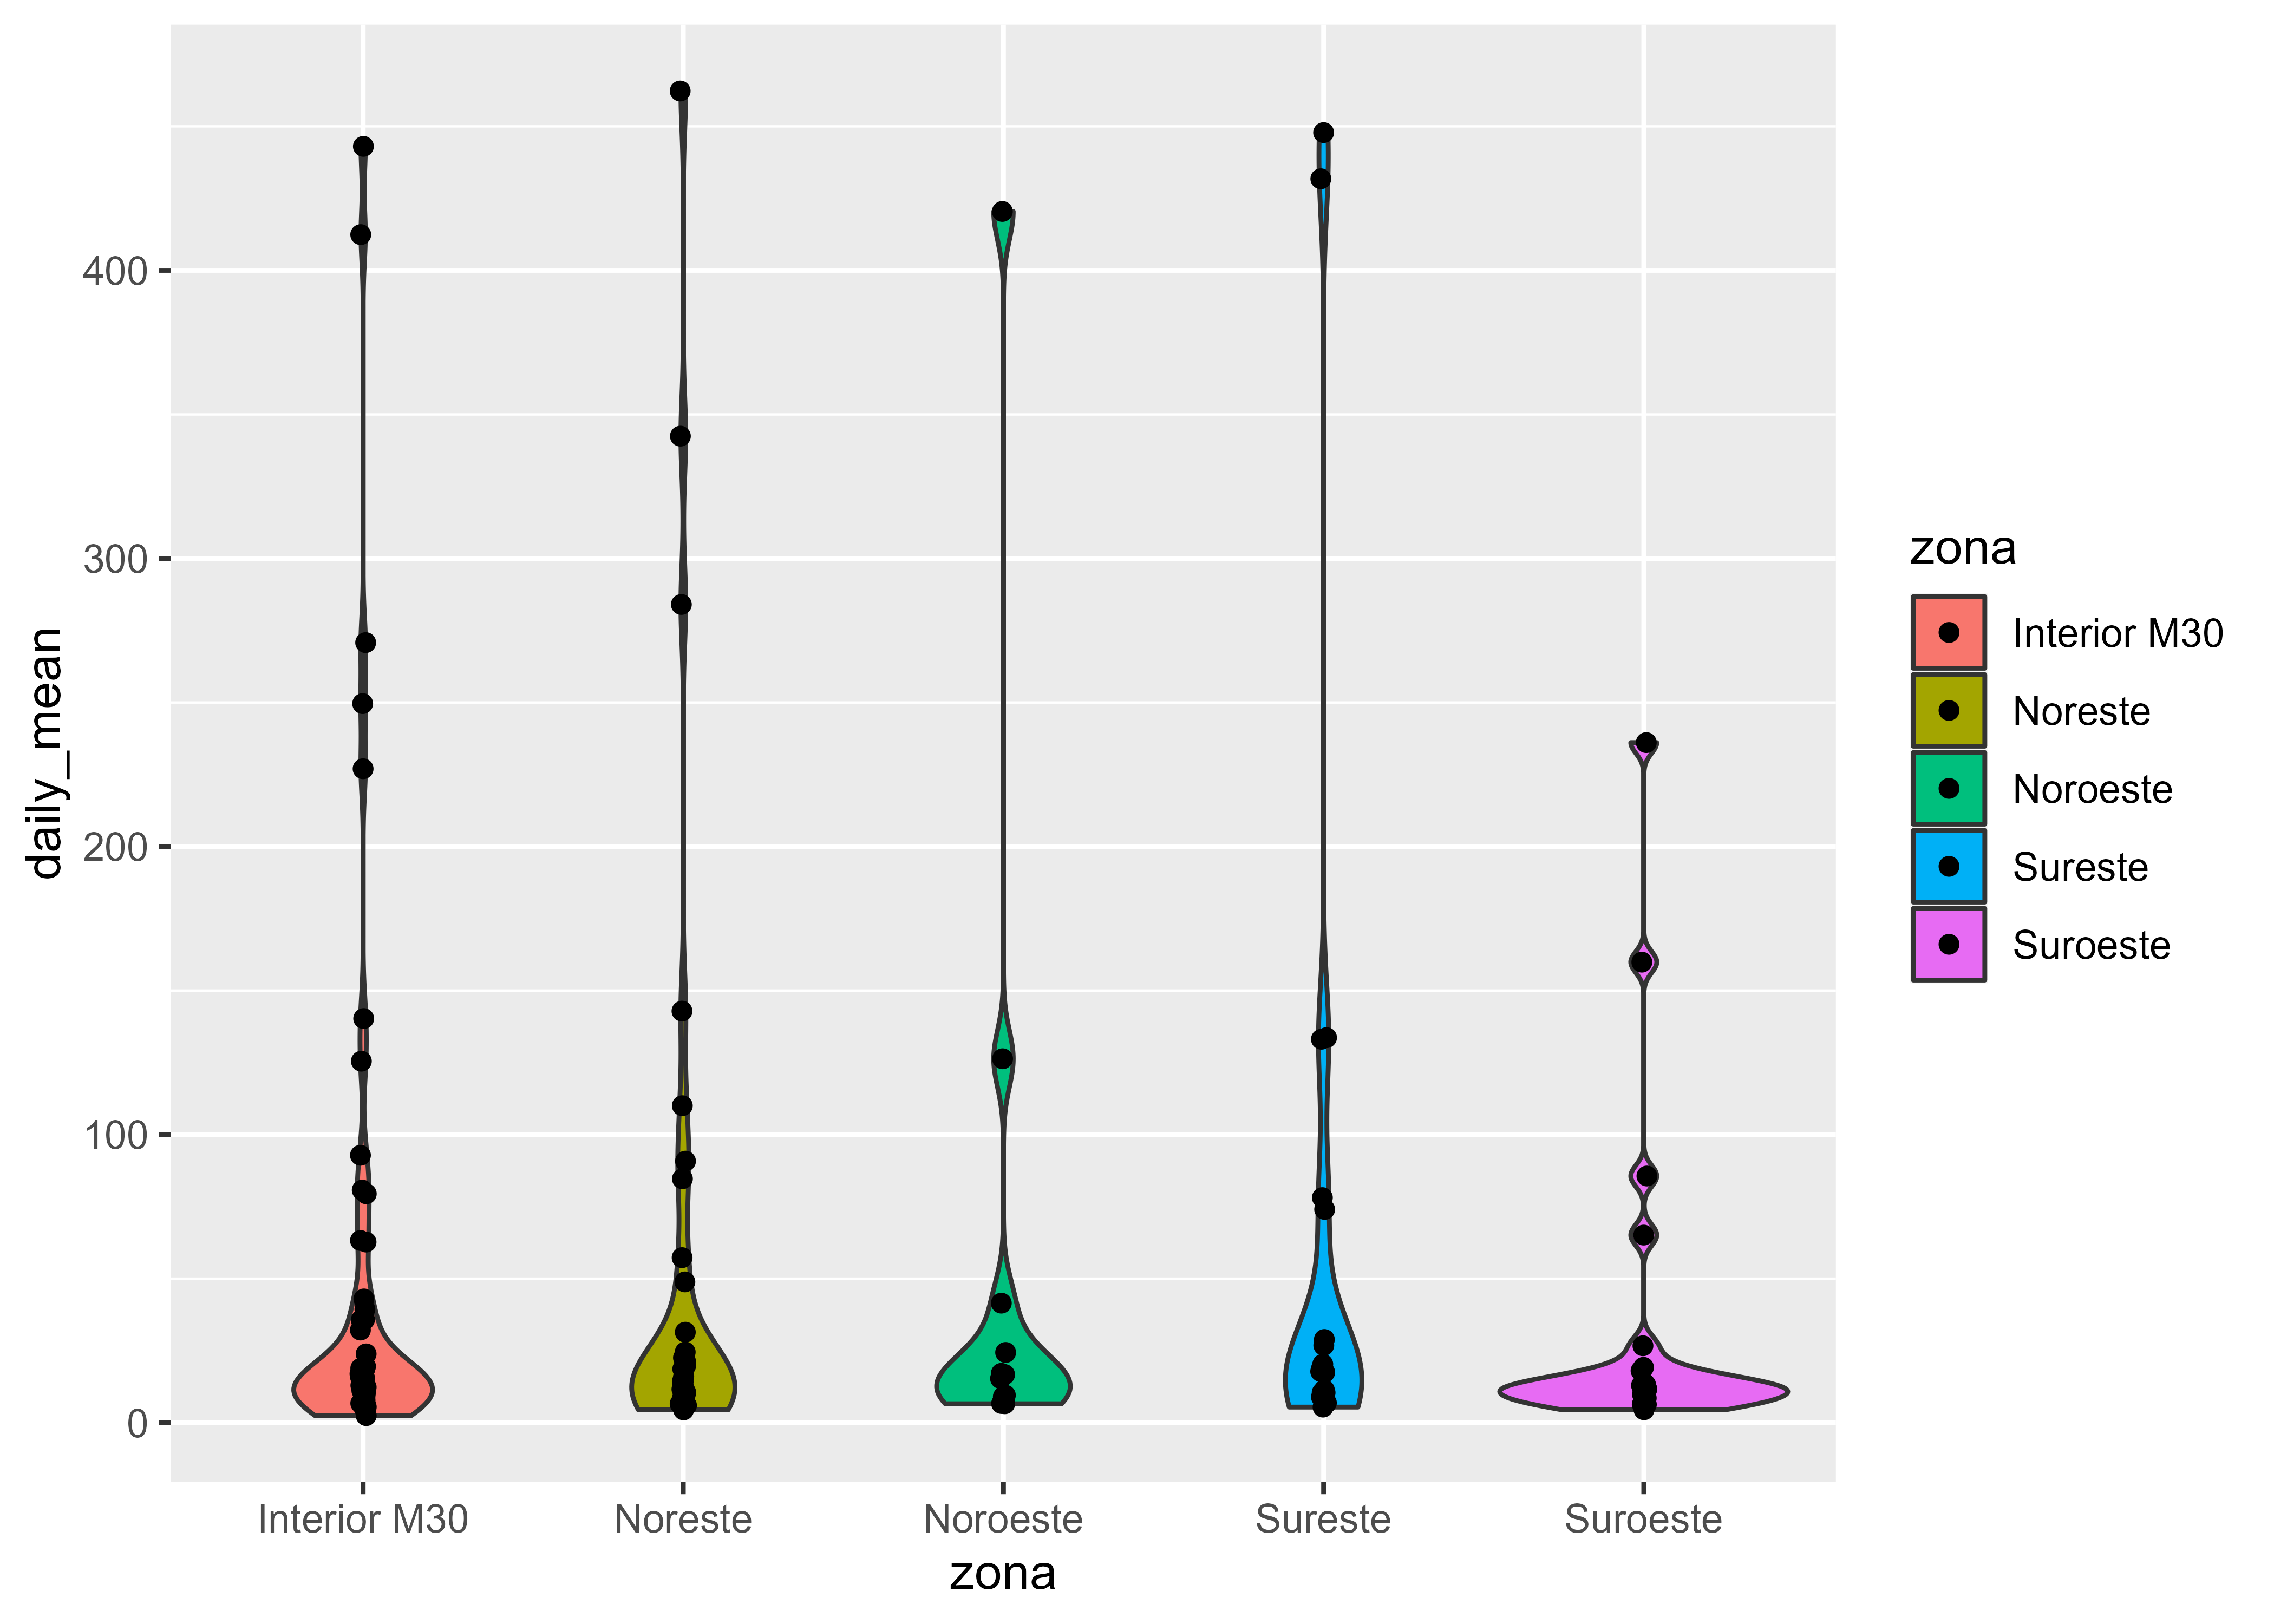 daily_mean
400
300
200
100
0
Interior M30
Noreste
Noroeste
Sureste
Suroeste
zona
zona
Interior M30
Noreste
Noroeste
Sureste
Suroeste